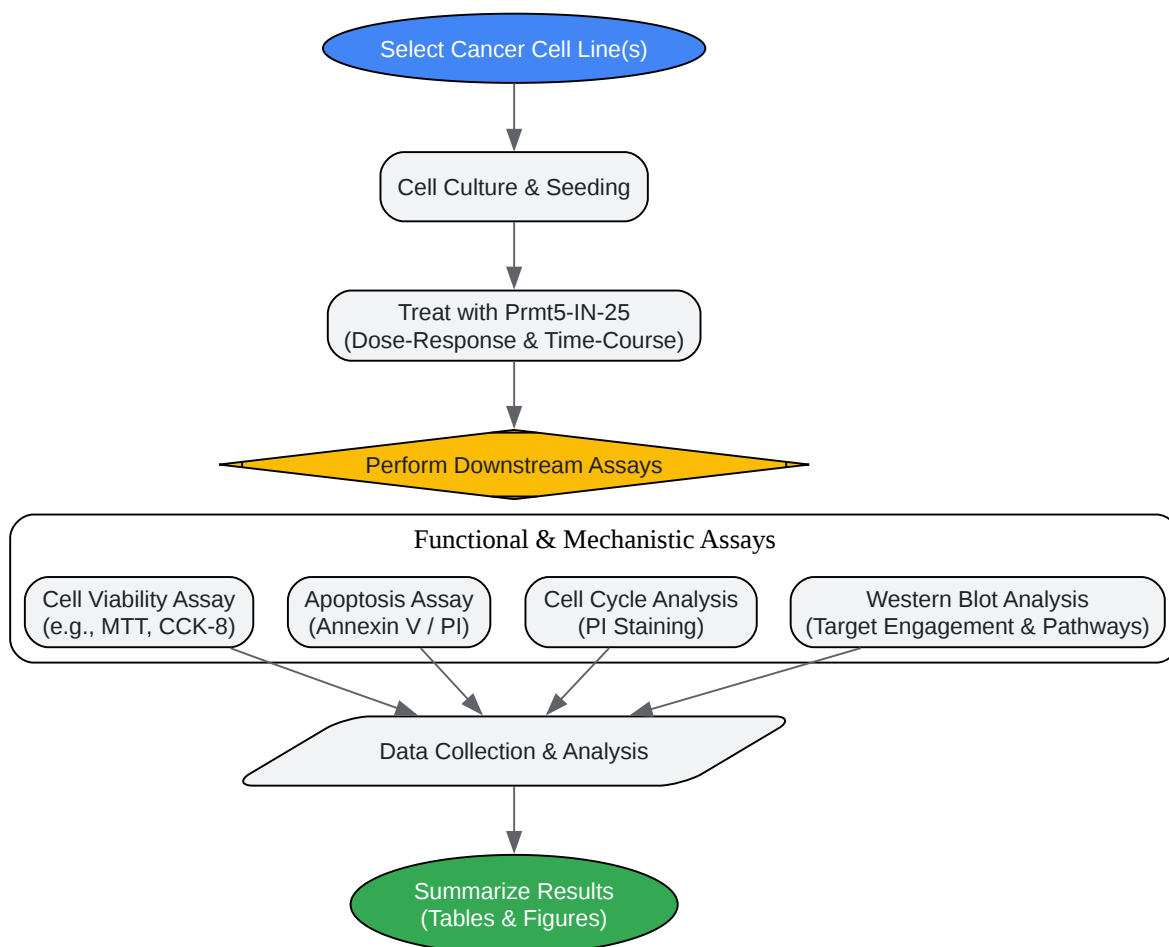 Select Cancer Cell Line(s)
Cell Culture & Seeding
Treat with Prmt5-IN-25
(Dose-Response & Time-Course)
Perform Downstream Assays
Functional & Mechanistic Assays
Cell Viability Assay
(e.g., MTT, CCK-8)
Apoptosis Assay
(Annexin V / PI)
Cell Cycle Analysis
(PI Staining)
Western Blot Analysis
(Target Engagement & Pathways)
Data Collection & Analysis
Summarize Results
(Tables & Figures)